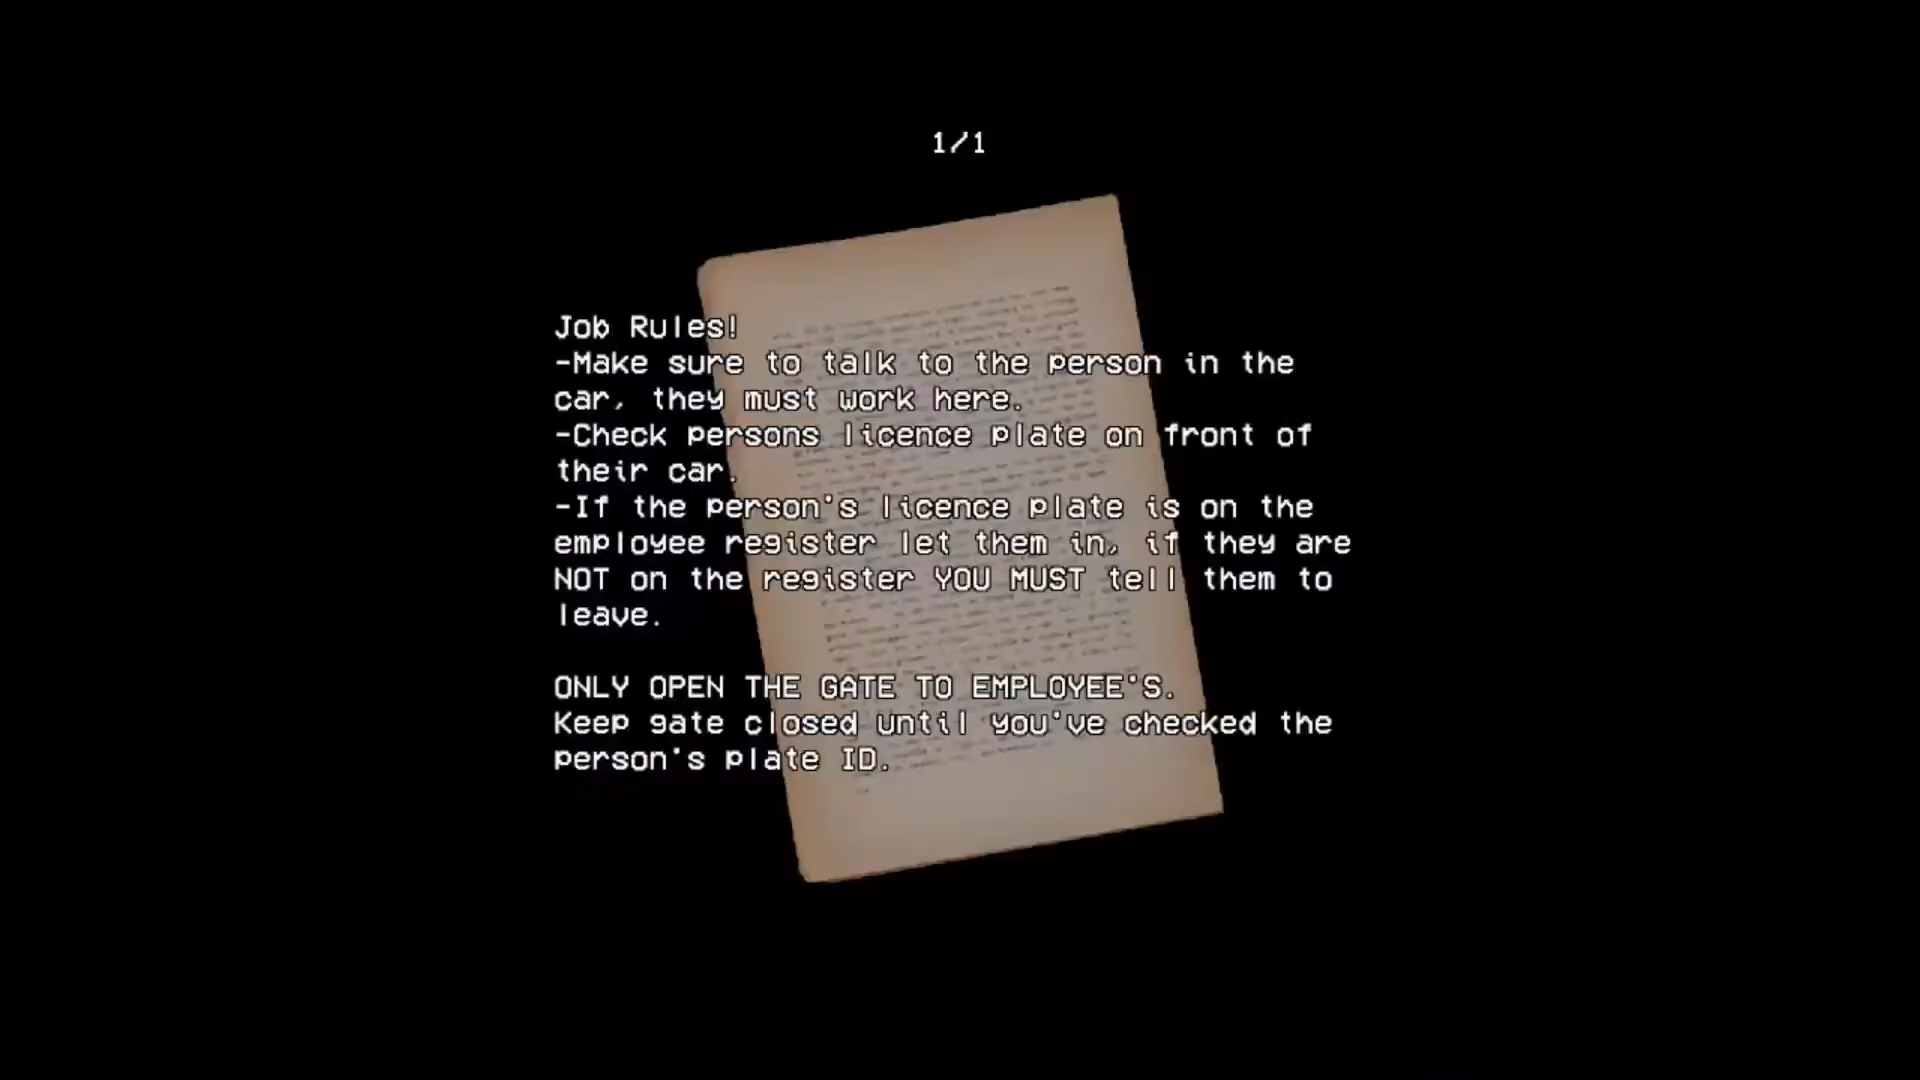 1/1
Job Rules!
-Make sure to talk to the person in the
car, they must work here.
-Check persons licence plate on front of
their car.
-If the person's licence plate is on the
employee register let them in, if they are
NOT on the register YOU MUST tell them to
leave.
ONLY OPEN THE GATE TO EMPLOYEE'S.
Keep gate closed until you've checked the
person's plate ID.